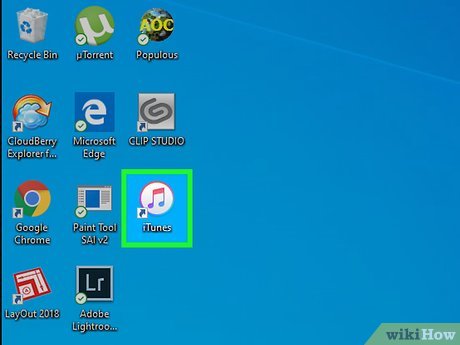 Recycle Bin
µTorrent
AOC
Populous
CloudBerry
Explorer f...
Microsoft
Edge
CLIP STUDIO
Google
Chrome
Paint Tool
SAI v2
iTunes
Lr
LayOut 2018
Adobe
Lightroo...
wikiHow